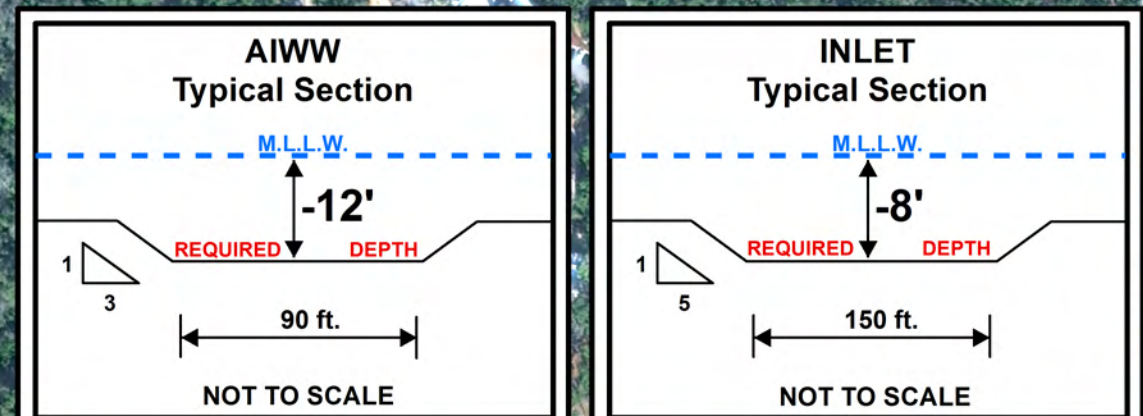 AIWW
Typical Section
M.L.L.W.
-12'
REQUIRED DEPTH
1
3
90 ft.
NOT TO SCALE
INLET
Typical Section
M.L.L.W.
-8'
REQUIRED DEPTH
1
5
150 ft.
NOT TO SCALE